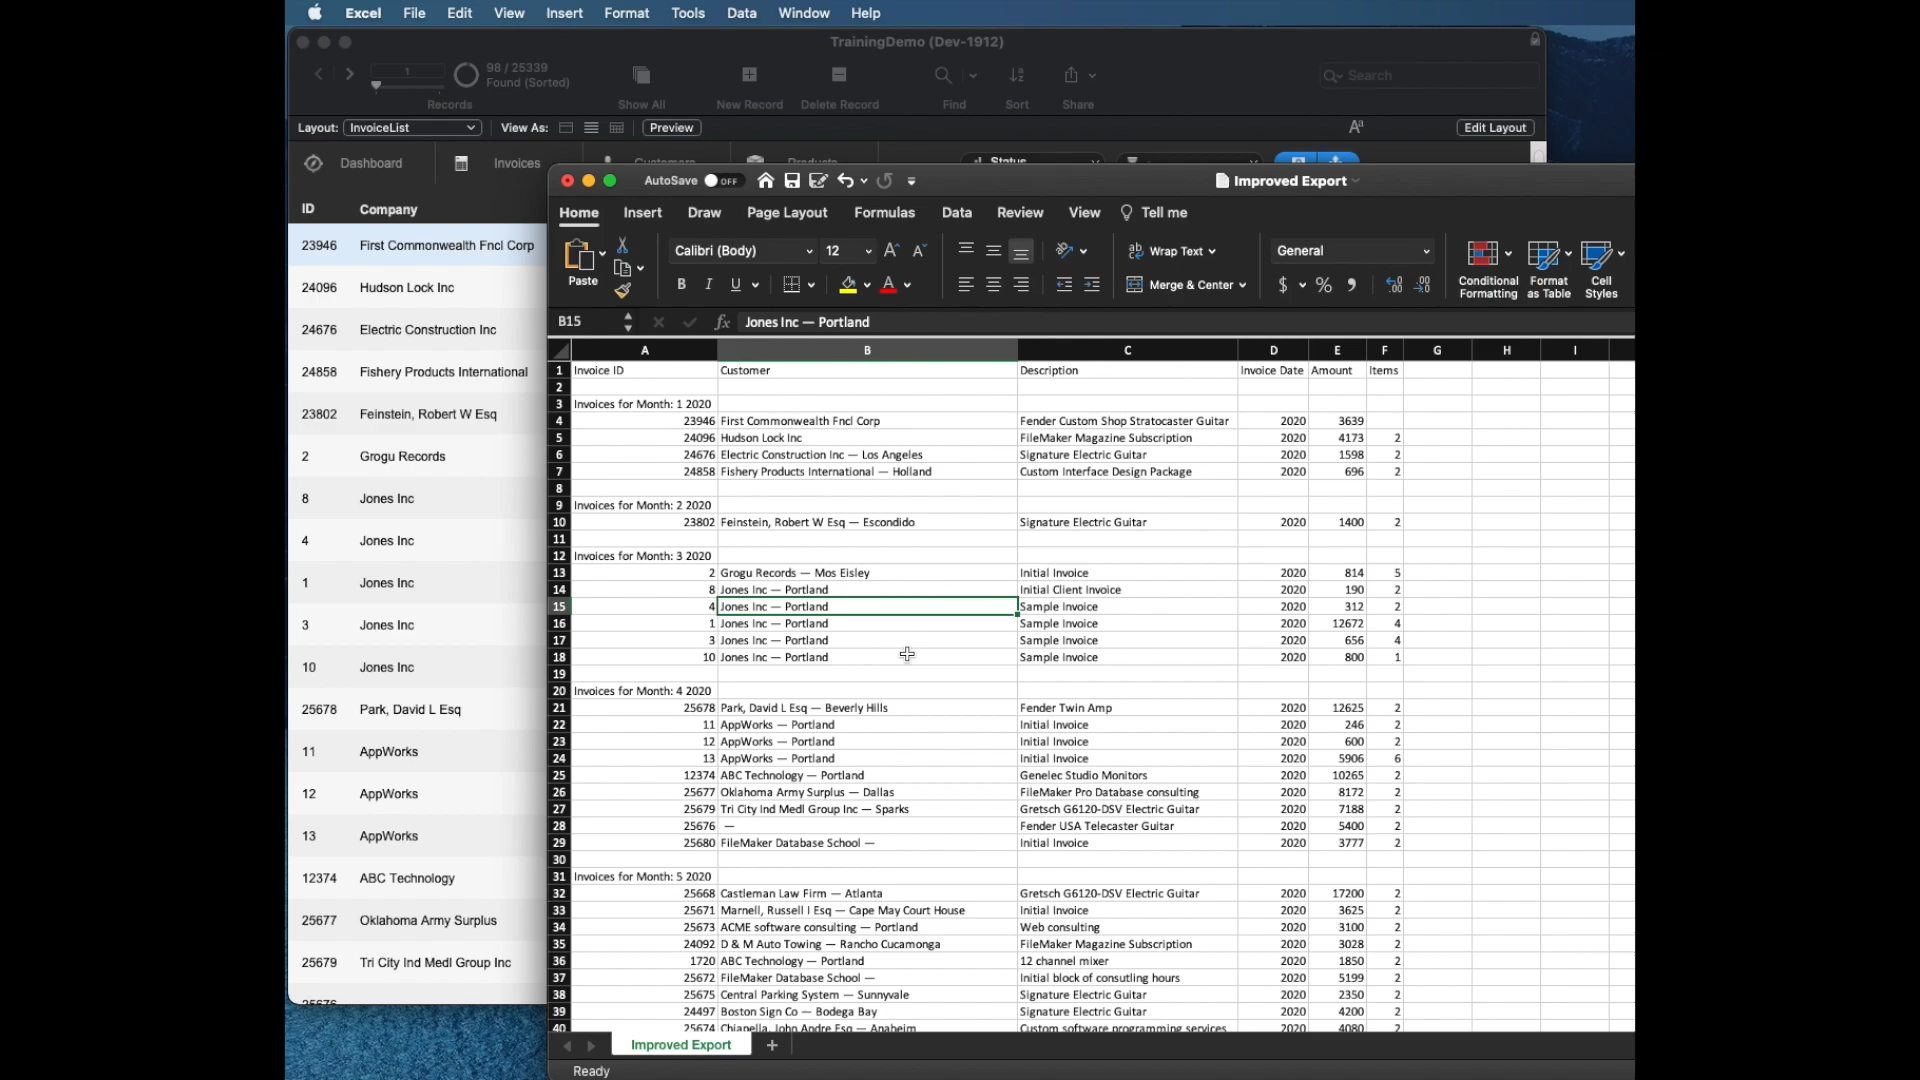 Excel File Edit View Insert Format Tools Data Window Help
TrainingDemo (Dev-1912)
1
98 / 25339
Found (Sorted)
Search
Records Show All New Record Delete Record Find Sort Share
Layout: InvoiceList View As: Preview Aª Edit Layout
Dashboard Invoices Customers Products Status
ID Company
23946 First Commonwealth Fncl Corp
24096 Hudson Lock Inc
24676 Electric Construction Inc
24858 Fishery Products International
23802 Feinstein, Robert W Esq
2 Grogu Records
8 Jones Inc
4 Jones Inc
1 Jones Inc
3 Jones Inc
10 Jones Inc
25678 Park, David L Esq
11 AppWorks
12 AppWorks
13 AppWorks
12374 ABC Technology
25677 Oklahoma Army Surplus
25679 Tri City Ind Medl Group Inc
25676
AutoSave OFF Improved Export
Home Insert Draw Page Layout Formulas Data Review View Tell me
Paste Calibri (Body) 12 A A ab Wrap Text General
B I U A Merge & Center $ % Conditional Formatting Format as Table Cell Styles
B15 fx Jones Inc — Portland
A B C D E F G H I
1 Invoice ID Customer Description Invoice Date Amount Items
2
3 Invoices for Month: 1 2020
4 23946 First Commonwealth Fncl Corp Fender Custom Shop Stratocaster Guitar 2020 3639
5 24096 Hudson Lock Inc FileMaker Magazine Subscription 2020 4173 2
6 24676 Electric Construction Inc — Los Angeles Signature Electric Guitar 2020 1598 2
7 24858 Fishery Products International — Holland Custom Interface Design Package 2020 696 2
8
9 Invoices for Month: 2 2020
10 23802 Feinstein, Robert W Esq — Escondido Signature Electric Guitar 2020 1400 2
11
12 Invoices for Month: 3 2020
13 2 Grogu Records — Mos Eisley Initial Invoice 2020 814 5
14 8 Jones Inc — Portland Initial Client Invoice 2020 190 2
15 4 Jones Inc — Portland Sample Invoice 2020 312 2
16 1 Jones Inc — Portland Sample Invoice 2020 12672 4
17 3 Jones Inc — Portland Sample Invoice 2020 656 4
18 10 Jones Inc — Portland Sample Invoice 2020 800 1
19
20 Invoices for Month: 4 2020
21 25678 Park, David L Esq — Beverly Hills Fender Twin Amp 2020 12625 2
22 11 AppWorks — Portland Initial Invoice 2020 246 2
23 12 AppWorks — Portland Initial Invoice 2020 600 2
24 13 AppWorks — Portland Initial Invoice 2020 5906 6
25 12374 ABC Technology — Portland Genelec Studio Monitors 2020 10265 2
26 25677 Oklahoma Army Surplus — Dallas FileMaker Pro Database consulting 2020 8172 2
27 25679 Tri City Ind Medl Group Inc — Sparks Gretsch G6120-DSV Electric Guitar 2020 7188 2
28 25676 — Fender USA Telecaster Guitar 2020 5400 2
29 25680 FileMaker Database School — Initial Invoice 2020 3777 2
30
31 Invoices for Month: 5 2020
32 25668 Castleman Law Firm — Atlanta Gretsch G6120-DSV Electric Guitar 2020 17200 2
33 25671 Marnell, Russell I Esq — Cape May Court House Initial Invoice 2020 3625 2
34 25673 ACME software consulting — Portland Web consulting 2020 3100 2
35 24092 D & M Auto Towing — Rancho Cucamonga FileMaker Magazine Subscription 2020 3028 2
36 1720 ABC Technology — Portland 12 channel mixer 2020 1850 2
37 25672 FileMaker Database School — Initial block of consutling hours 2020 5199 2
38 25675 Central Parking System — Sunnyvale Signature Electric Guitar 2020 2350 2
39 24497 Boston Sign Co — Bodega Bay Signature Electric Guitar 2020 4200 2
40 25674 Chianella, John Andre Esq — Anaheim Custom software programming services 2020 4080 2
Improved Export +
Ready